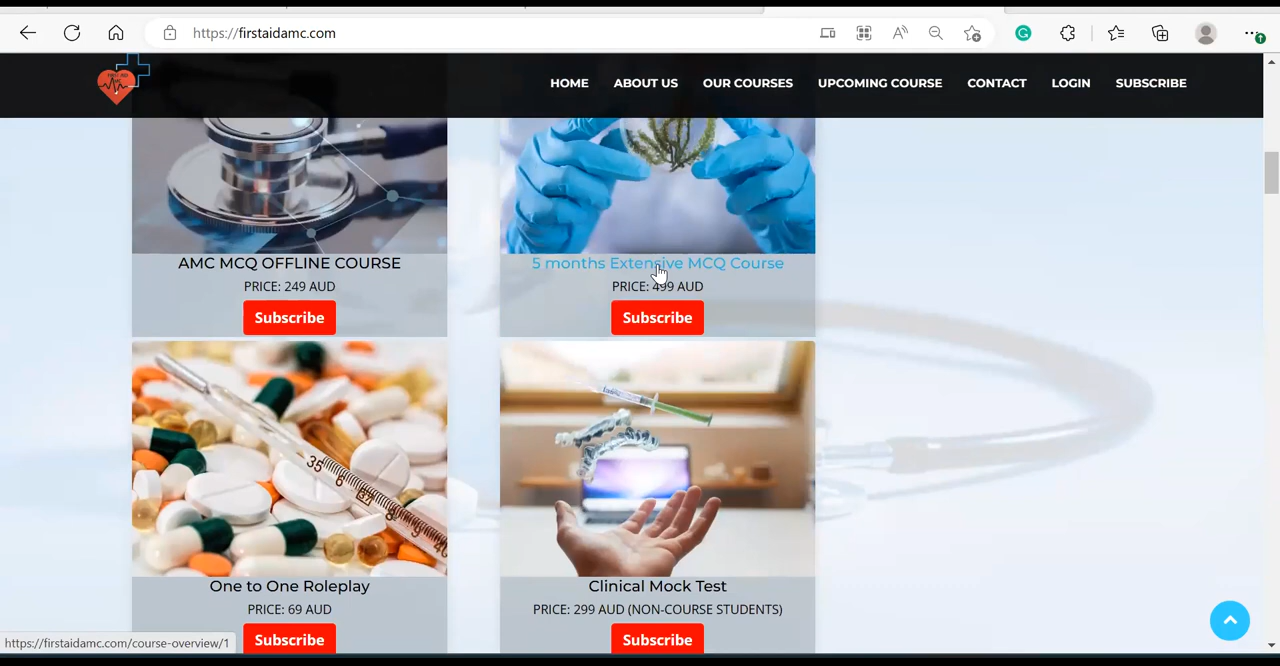 https://firstaidamc.com
HOME ABOUT US OUR COURSES UPCOMING COURSE CONTACT LOGIN SUBSCRIBE
AMC MCQ OFFLINE COURSE
PRICE: 249 AUD
Subscribe
5 months Extensive MCQ Course
PRICE: 499 AUD
Subscribe
One to One Roleplay
PRICE: 69 AUD
Subscribe
Clinical Mock Test
PRICE: 299 AUD (NON-COURSE STUDENTS)
Subscribe
https://firstaidamc.com/course-overview/1